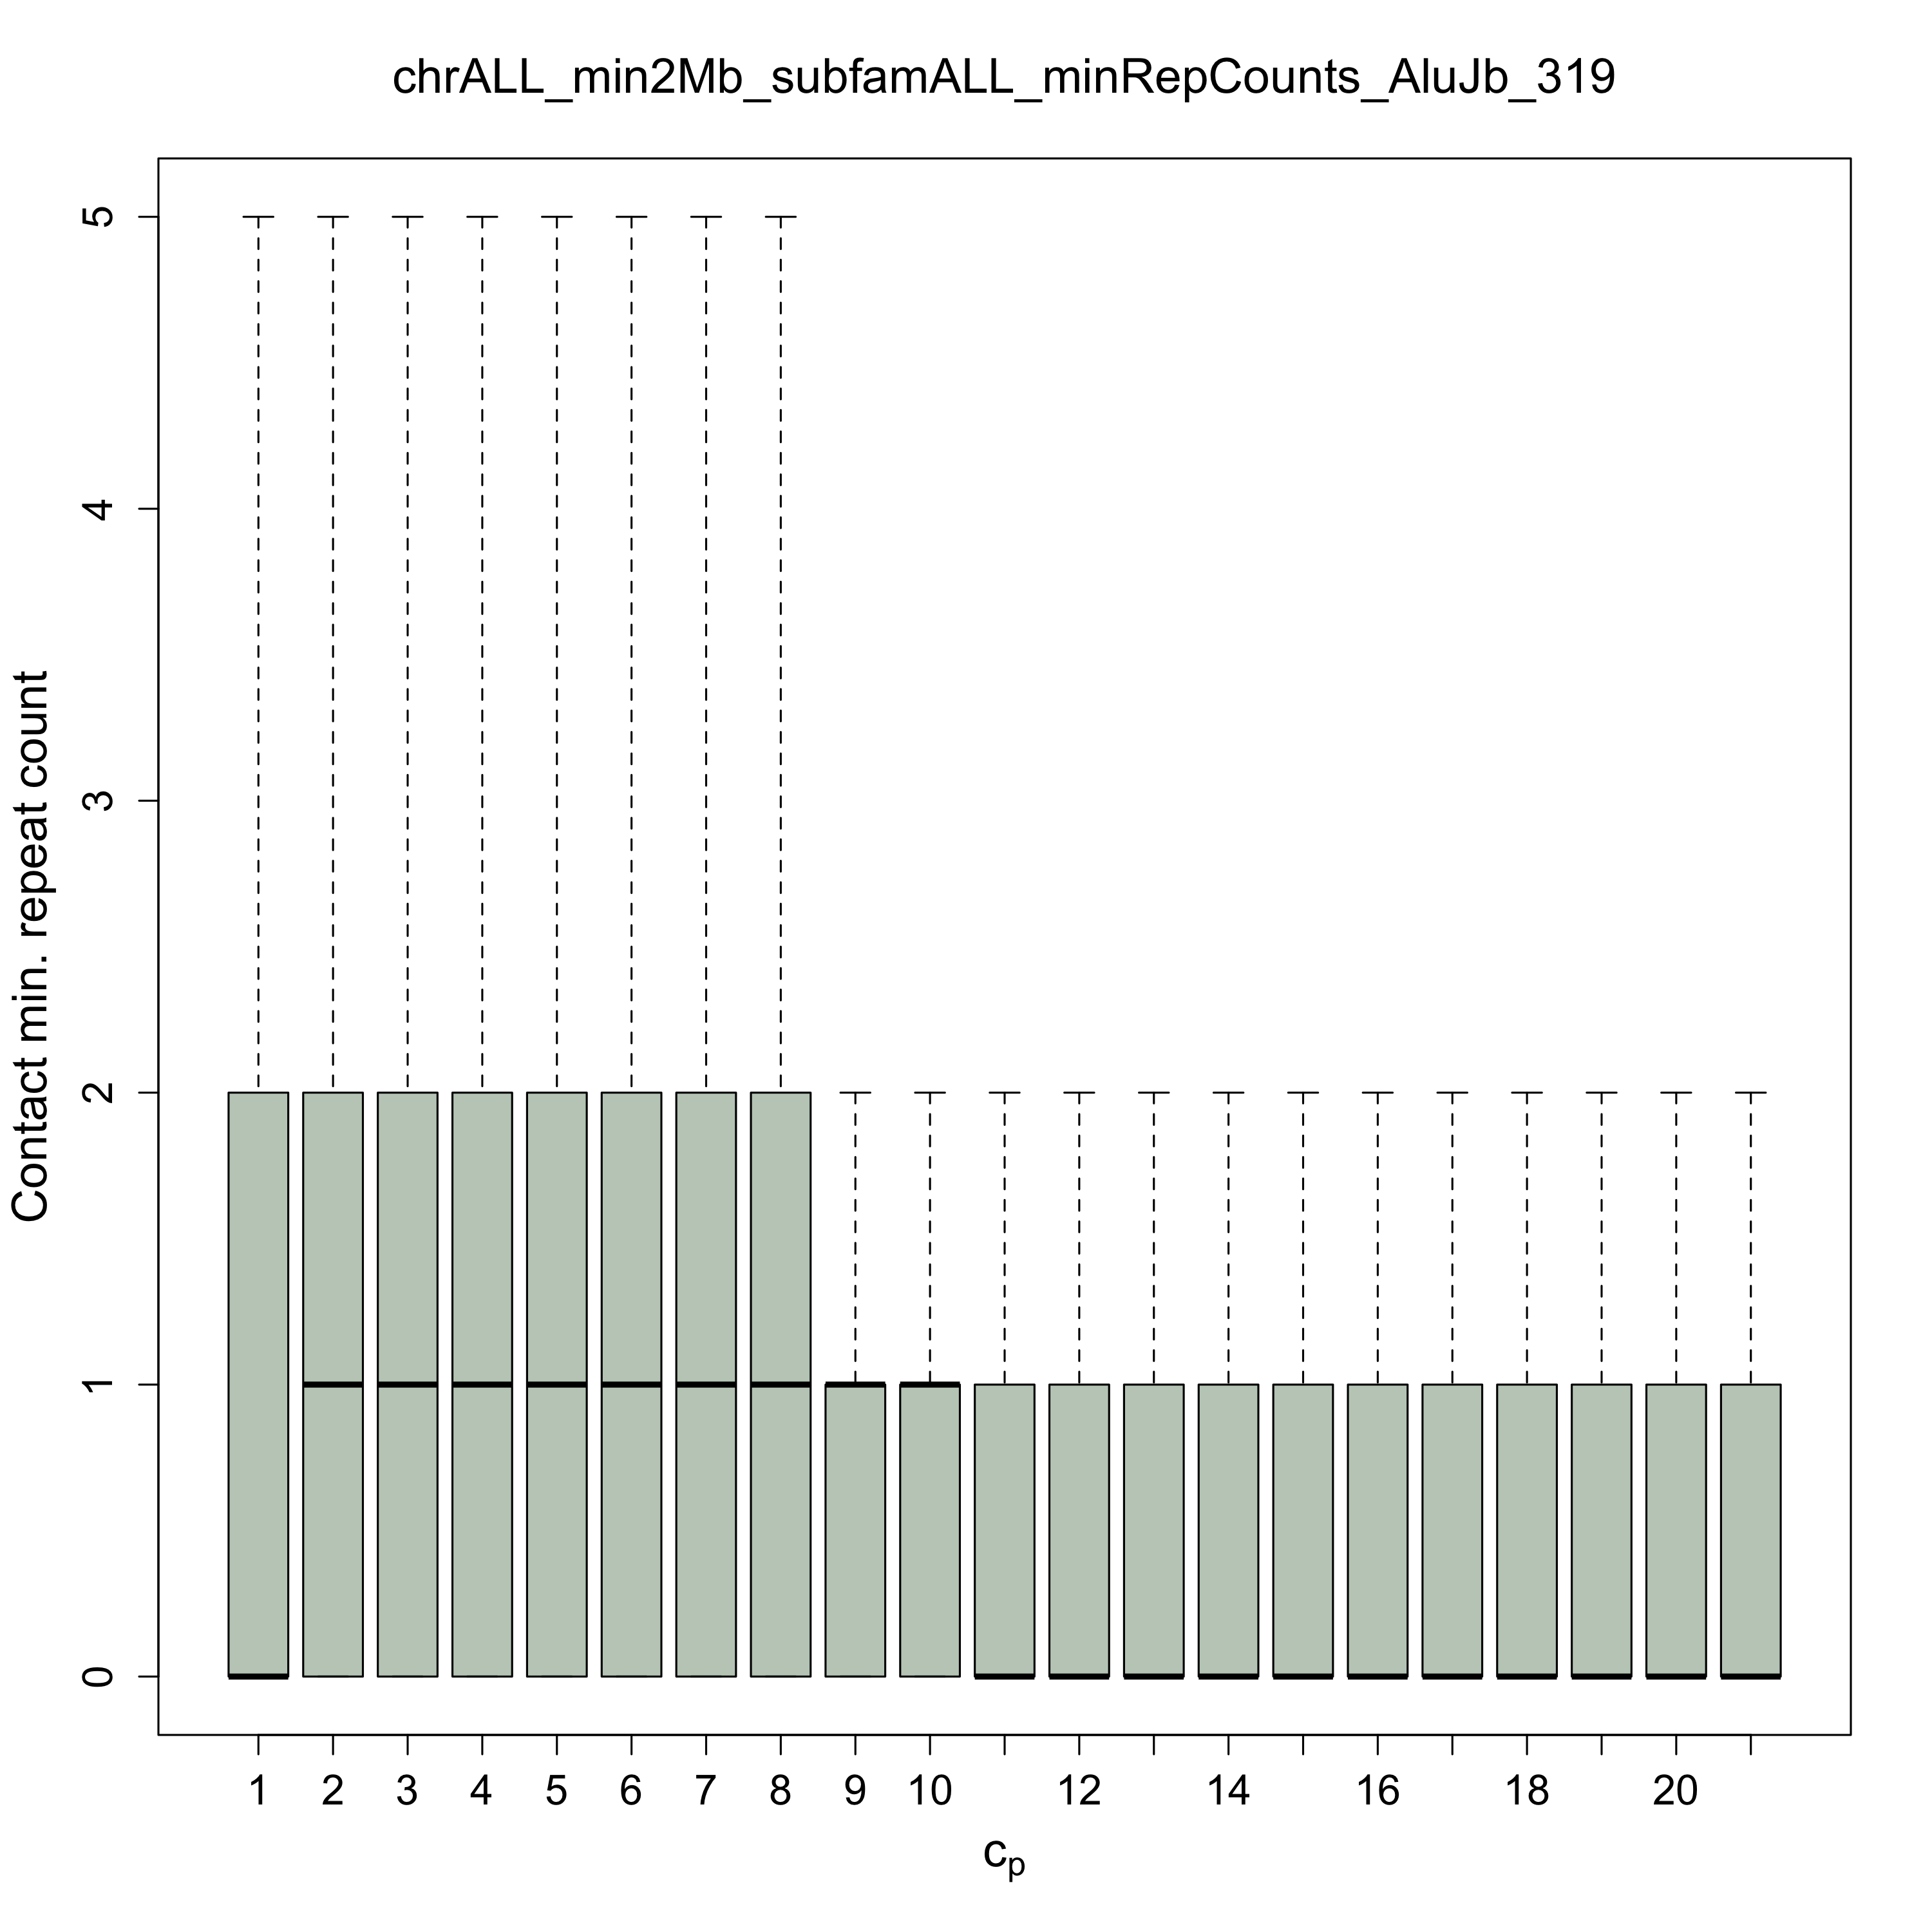 chrALL_min2Mb_subfamALL_minRepCounts_AluJb_319
Contact min. repeat count
5
4
3
2
1
0
1 2 3 4 5 6 7 8 9 10 12 14 16 18 20
cp